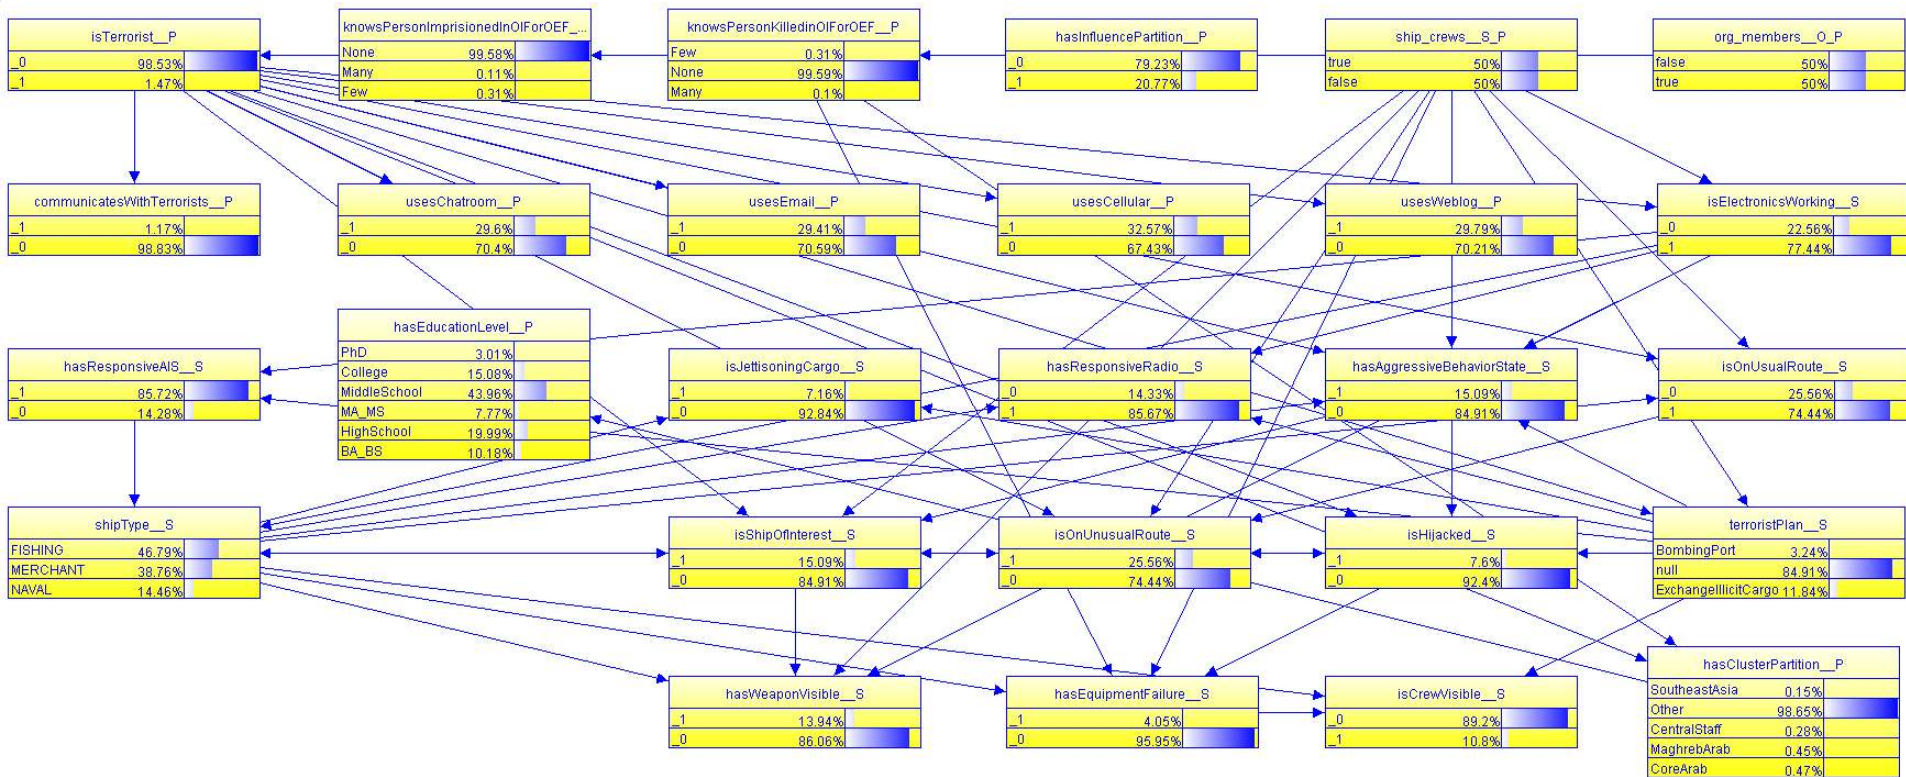 isTerrorist__P
_0 98.53%
_1 1.47%
knowsPersonImprisionedInOIForOEF_...
None 99.58%
Many 0.11%
Few 0.31%
knowsPersonKilledinOIForOEF__P
Few 0.31%
None 99.59%
Many 0.1%
hasInfluencePartition__P
_0 79.23%
_1 20.77%
ship_crews__S_P
true 50%
false 50%
org_members__O_P
false 50%
true 50%
communicatesWithTerrorists__P
_1 1.17%
_0 98.83%
usesChatroom__P
_1 29.6%
_0 70.4%
usesEmail__P
_1 29.41%
_0 70.59%
usesCellular__P
_1 32.57%
_0 67.43%
usesWeblog__P
_1 29.79%
_0 70.21%
isElectronicsWorking__S
_0 22.56%
_1 77.44%
hasResponsiveAIS__S
_1 85.72%
_0 14.28%
hasEducationLevel__P
PhD 3.01%
College 15.08%
MiddleSchool 43.96%
MA_MS 7.77%
HighSchool 19.99%
BA_BS 10.18%
isJettisoningCargo__S
_1 7.16%
_0 92.84%
hasResponsiveRadio__S
_0 14.33%
_1 85.67%
hasAggressiveBehaviorState__S
_1 15.09%
_0 84.91%
isOnUsualRoute__S
_0 25.56%
_1 74.44%
shipType__S
FISHING 46.79%
MERCHANT 38.76%
NAVAL 14.46%
isShipOfInterest__S
_1 15.09%
_0 84.91%
isOnUnusualRoute__S
_1 25.56%
_0 74.44%
isHijacked__S
_1 7.6%
_0 92.4%
terroristPlan__S
BombingPort 3.24%
null 84.91%
ExchangeIllicitCargo 11.84%
hasWeaponVisible__S
_1 13.94%
_0 86.06%
hasEquipmentFailure__S
_1 4.05%
_0 95.95%
isCrewVisible__S
_0 89.2%
_1 10.8%
hasClusterPartition__P
SoutheastAsia 0.15%
Other 98.65%
CentralStaff 0.28%
MaghrebArab 0.45%
CoreArab 0.47%